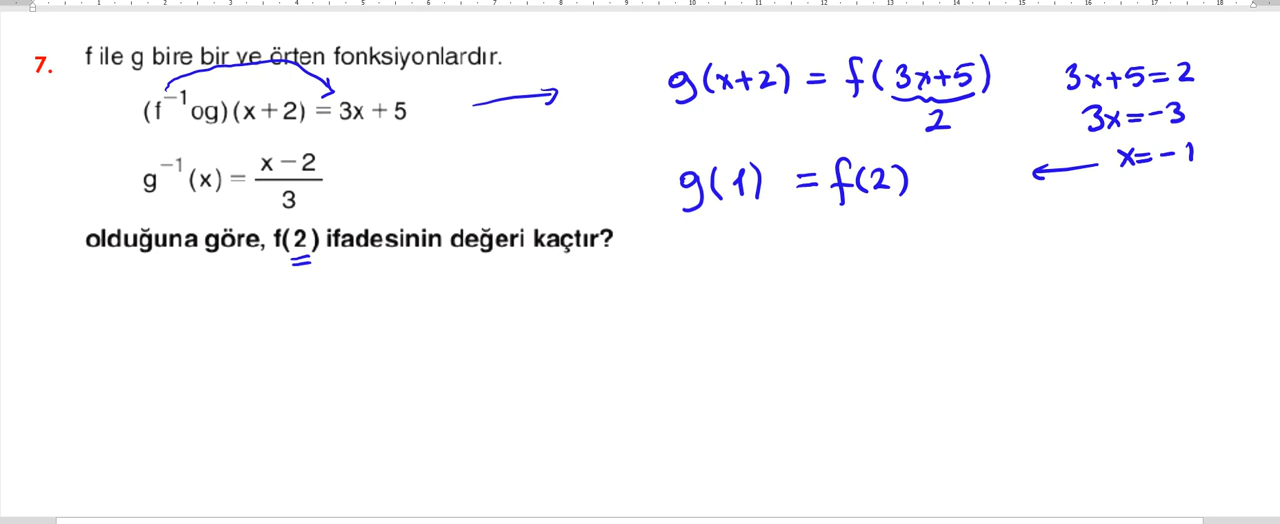 7. f ile g bire bir ve örten fonksiyonlardır.
(f⁻¹og)(x+2) = 3x + 5
g⁻¹(x) = (x − 2)/3
olduğuna göre, f(2) ifadesinin değeri kaçtır?
g(x+2) = f(3x+5)
2
g(1) = f(2)
3x+5=2
3x=-3
x=-1